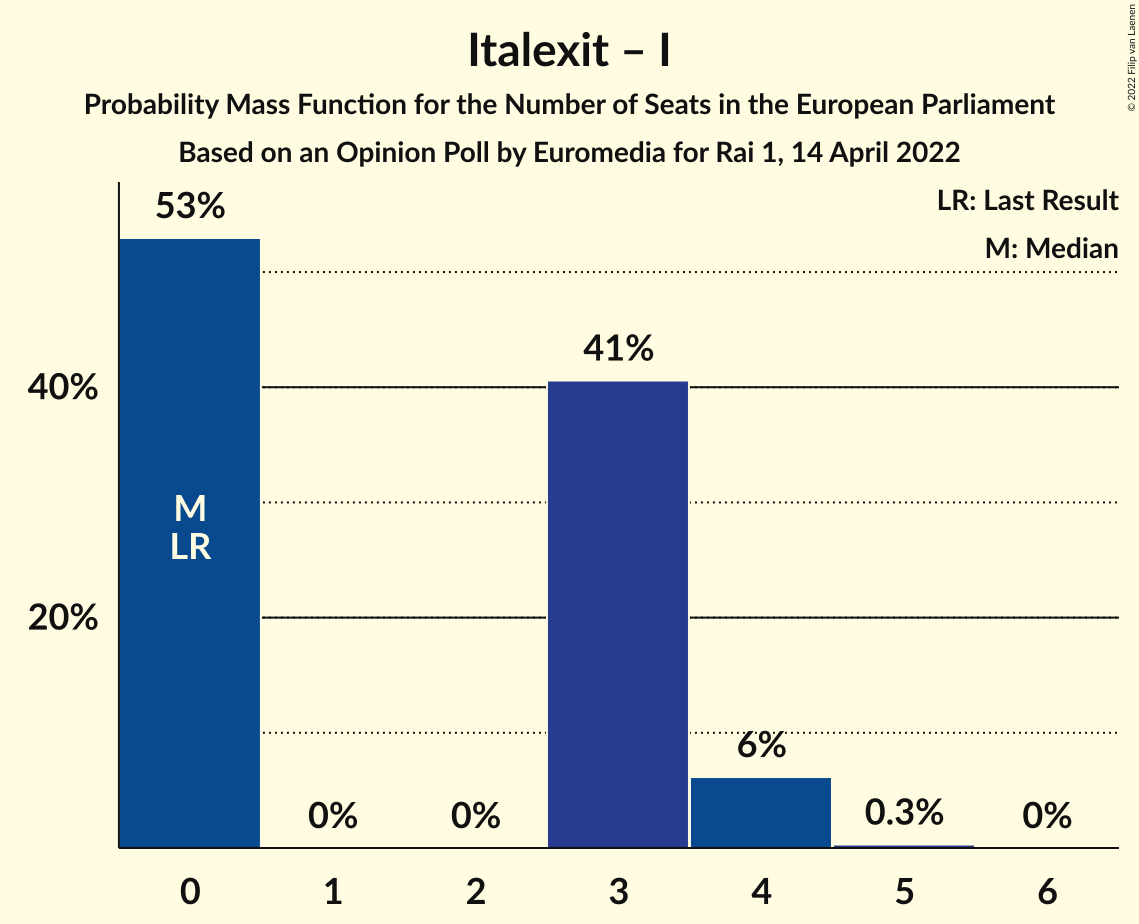 Italexit – I
Probability Mass Function for the Number of Seats in the European Parliament
Based on an Opinion Poll by Euromedia for Rai 1, 14 April 2022
© 2022 Filip van Laenen
LR: Last Result
M: Median
53%
41%
40%
M
LR
20%
6%
0%
0%
0.3%
0%
0
1
2
3
4
5
6